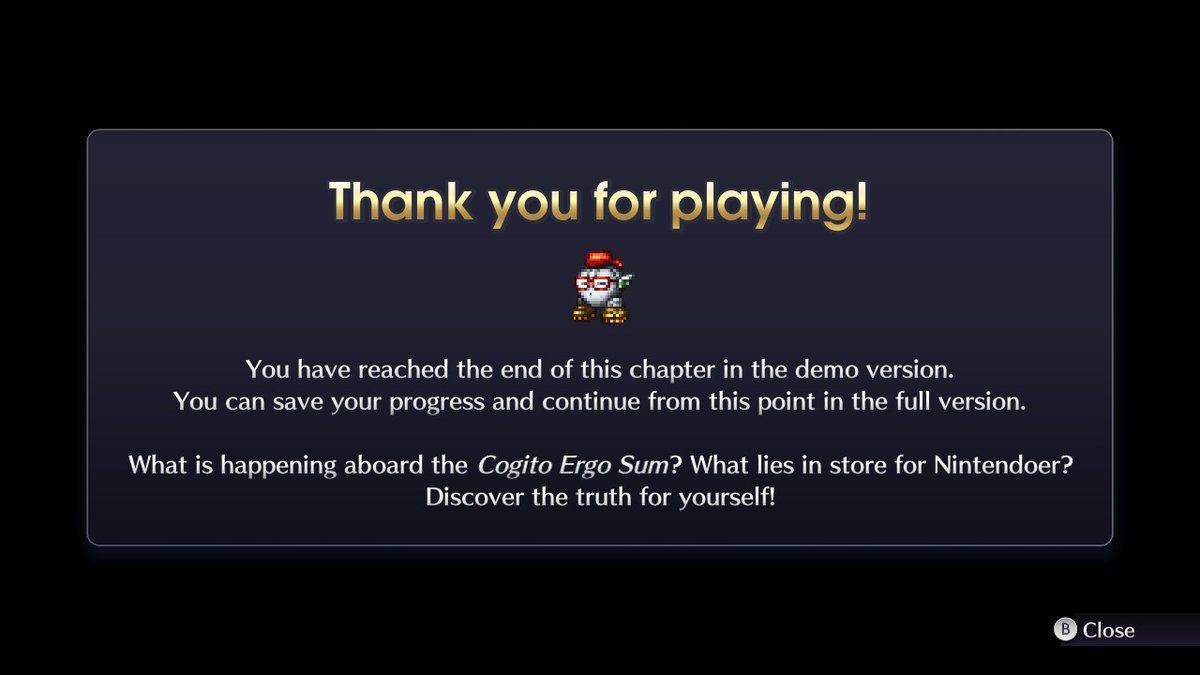 Thank you for playing!
You have reached the end of this chapter in the demo version.
You can save your progress and continue from this point in the full version.
What is happening aboard the Cogito Ergo Sum? What lies in store for Nintendoer?
Discover the truth for yourself!
B Close